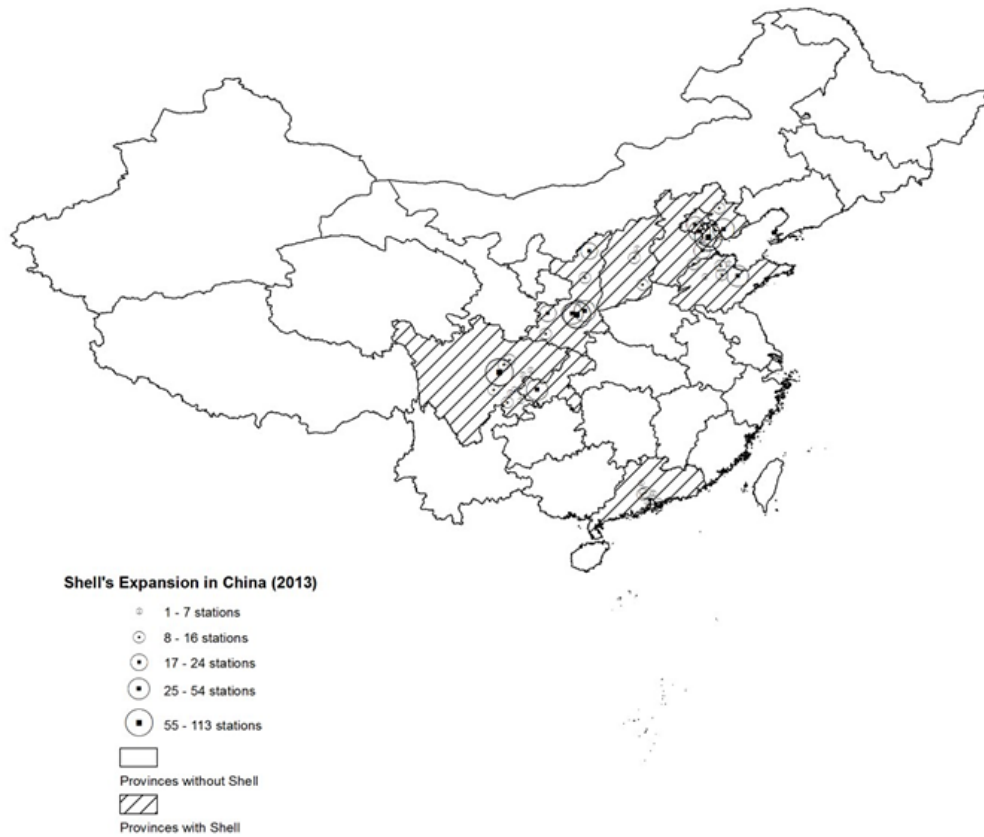 Shell's Expansion in China (2013)
1 - 7 stations
8 - 16 stations
17 - 24 stations
25 - 54 stations
55 - 113 stations
Provinces without Shell
Provinces with Shell